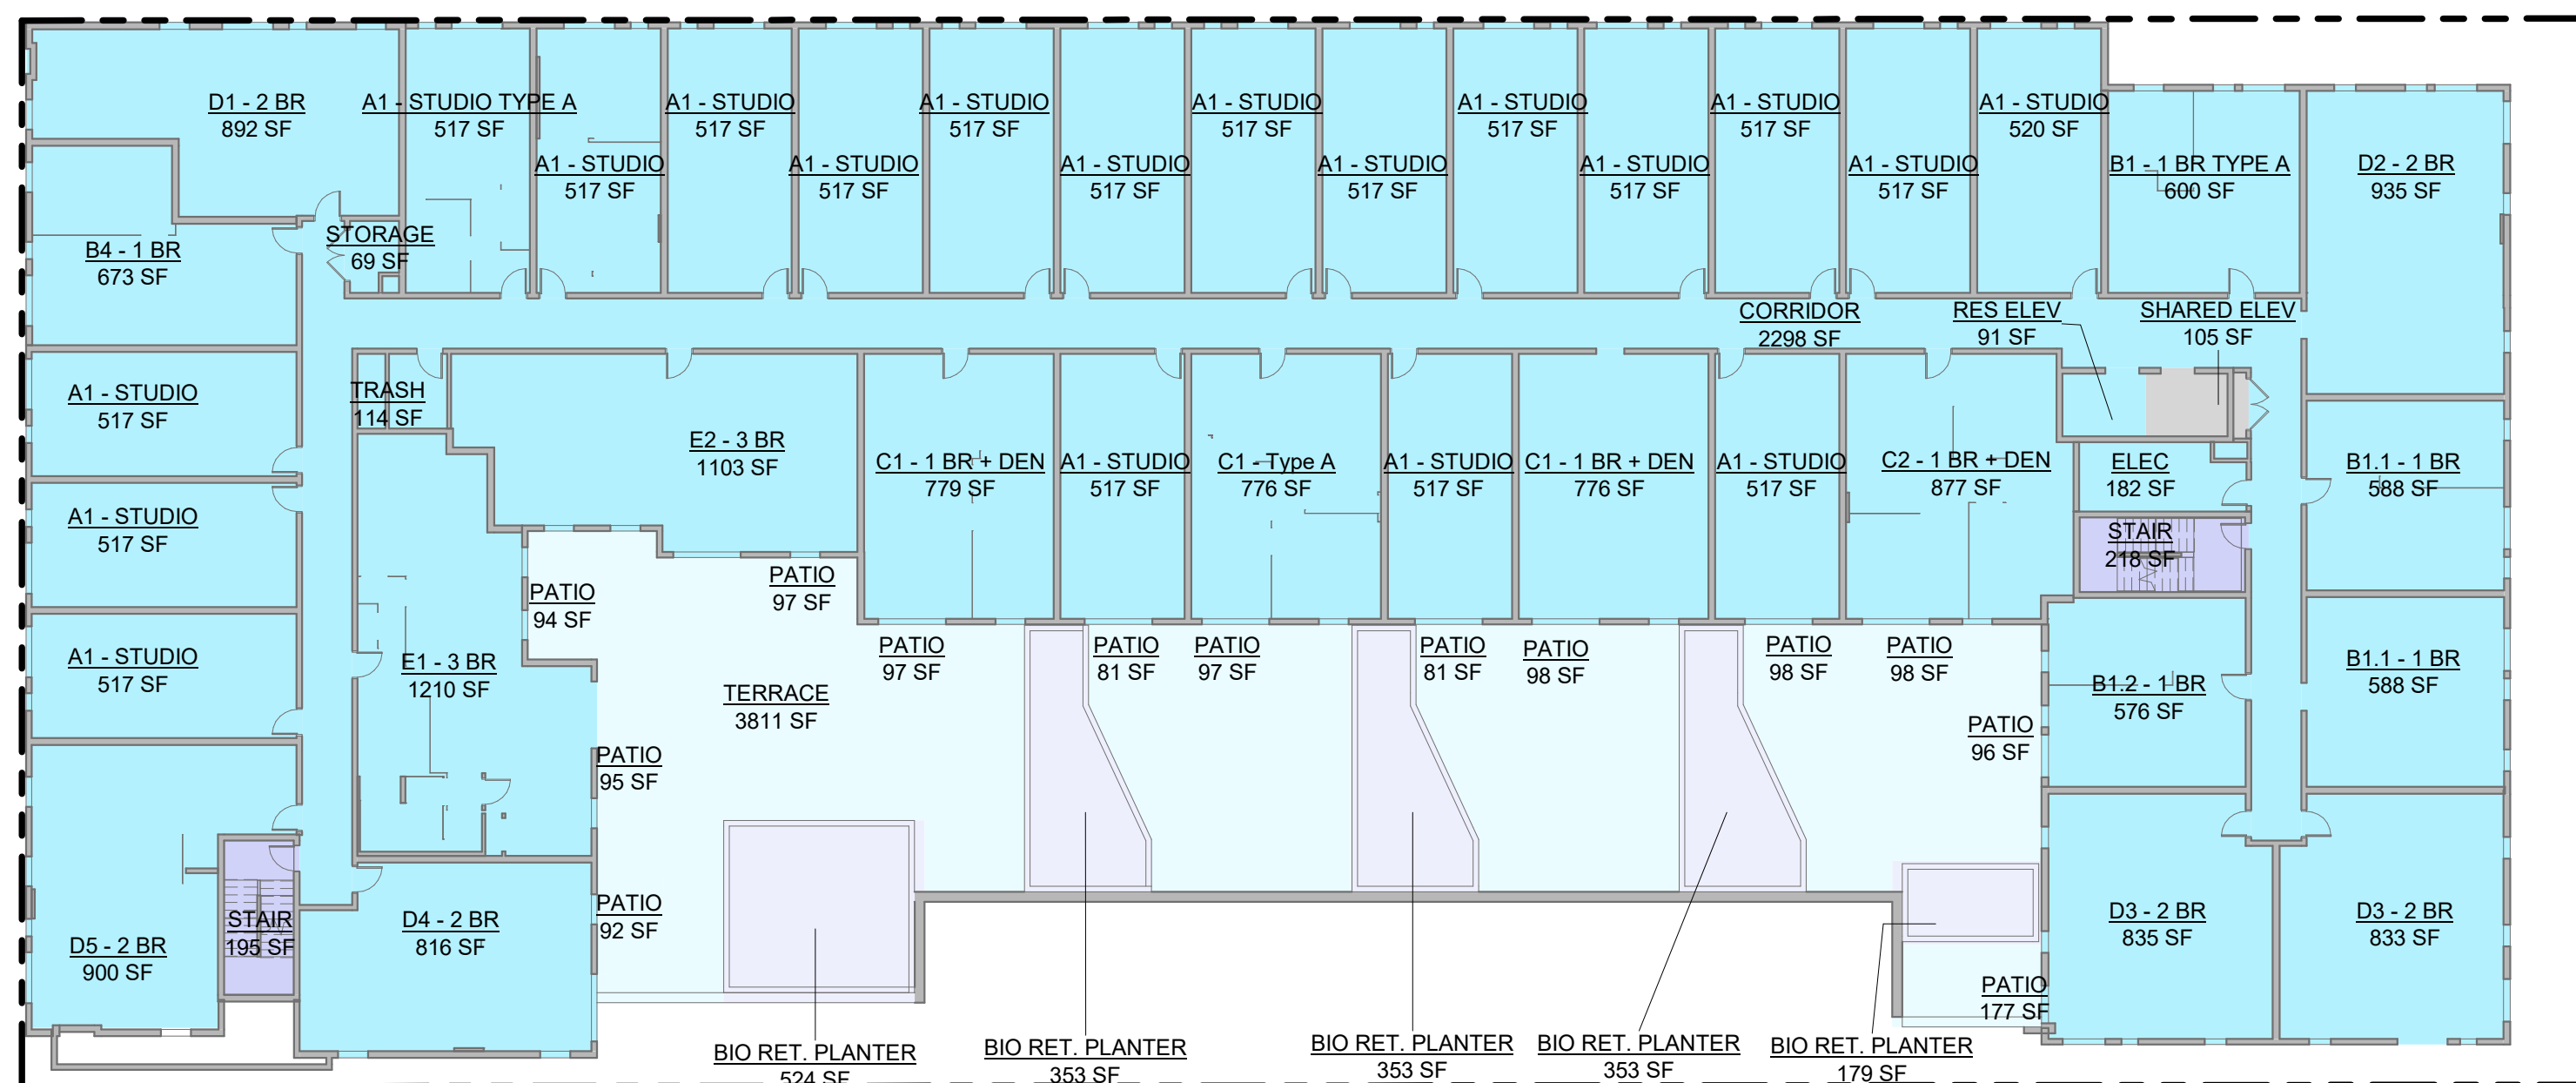 D1 - 2 BR
892 SF
A1 - STUDIO TYPE A
517 SF
A1 - STUDIO
517 SF
A1 - STUDIO
517 SF
A1 - STUDIO
517 SF
A1 - STUDIO
517 SF
A1 - STUDIO
517 SF
A1 - STUDIO
517 SF
A1 - STUDIO
517 SF
A1 - STUDIO
517 SF
A1 - STUDIO
517 SF
A1 - STUDIO
517 SF
A1 - STUDIO
517 SF
A1 - STUDIO
520 SF
B1 - 1 BR TYPE A
600 SF
D2 - 2 BR
935 SF
B4 - 1 BR
673 SF
STORAGE
69 SF
CORRIDOR
2298 SF
RES ELEV
91 SF
SHARED ELEV
105 SF
A1 - STUDIO
517 SF
TRASH
114 SF
E2 - 3 BR
1103 SF
C1 - 1 BR + DEN
779 SF
A1 - STUDIO
517 SF
C1 - Type A
776 SF
A1 - STUDIO
517 SF
C1 - 1 BR + DEN
776 SF
A1 - STUDIO
517 SF
C2 - 1 BR + DEN
877 SF
ELEC
182 SF
B1.1 - 1 BR
588 SF
A1 - STUDIO
517 SF
STAIR
218 SF
PATIO
94 SF
PATIO
97 SF
A1 - STUDIO
517 SF
E1 - 3 BR
1210 SF
PATIO
97 SF
PATIO
81 SF
PATIO
97 SF
PATIO
81 SF
PATIO
98 SF
PATIO
98 SF
PATIO
98 SF
B1.2 - 1 BR
576 SF
B1.1 - 1 BR
588 SF
TERRACE
3811 SF
PATIO
95 SF
PATIO
96 SF
D5 - 2 BR
900 SF
STAIR
195 SF
D4 - 2 BR
816 SF
PATIO
92 SF
D3 - 2 BR
835 SF
D3 - 2 BR
833 SF
PATIO
177 SF
BIO RET. PLANTER
524 SF
BIO RET. PLANTER
353 SF
BIO RET. PLANTER
353 SF
BIO RET. PLANTER
353 SF
BIO RET. PLANTER
179 SF